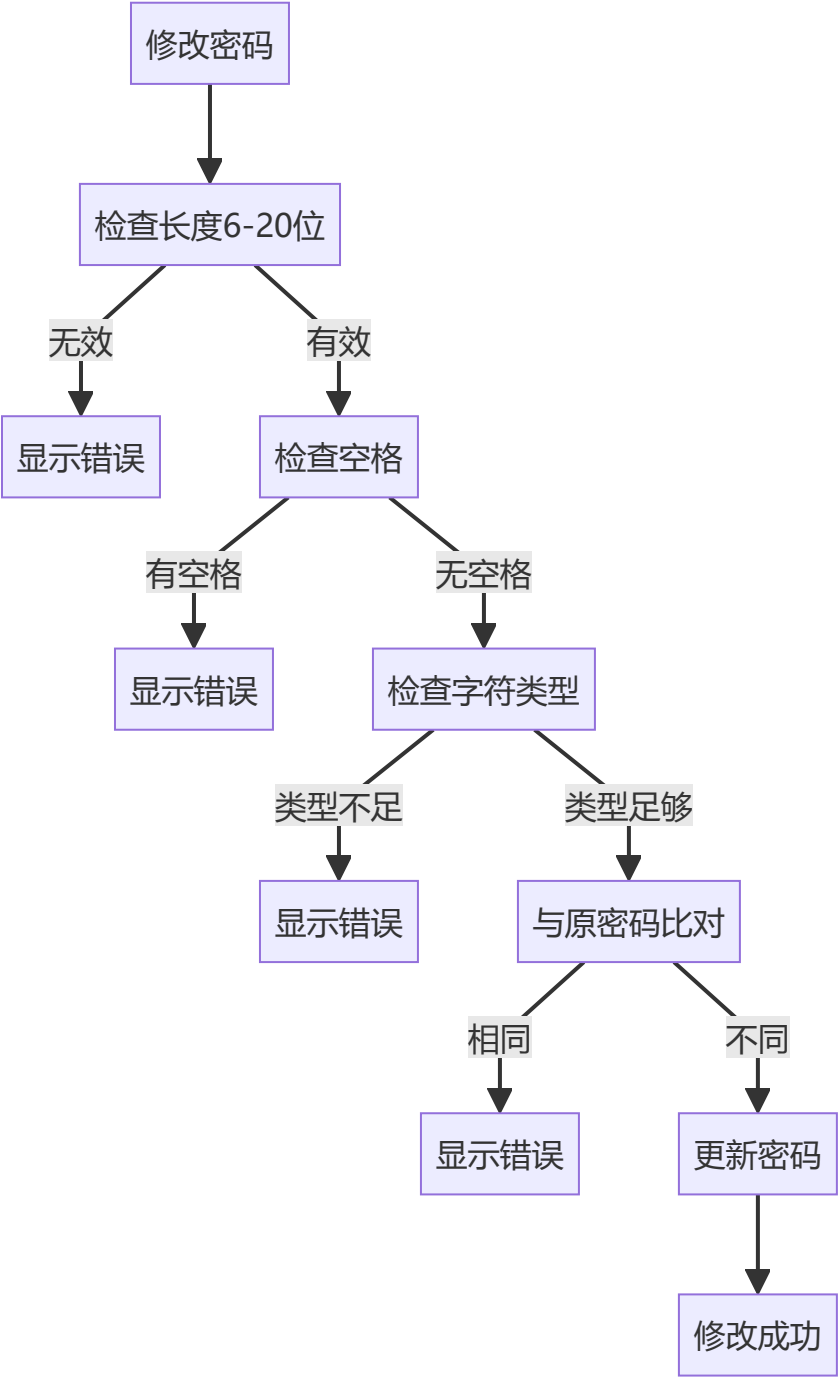 修改密码
检查长度6-20位
无效
有效
显示错误
检查空格
有空格
无空格
显示错误
检查字符类型
类型不足
类型足够
显示错误
与原密码比对
相同
不同
显示错误
更新密码
修改成功